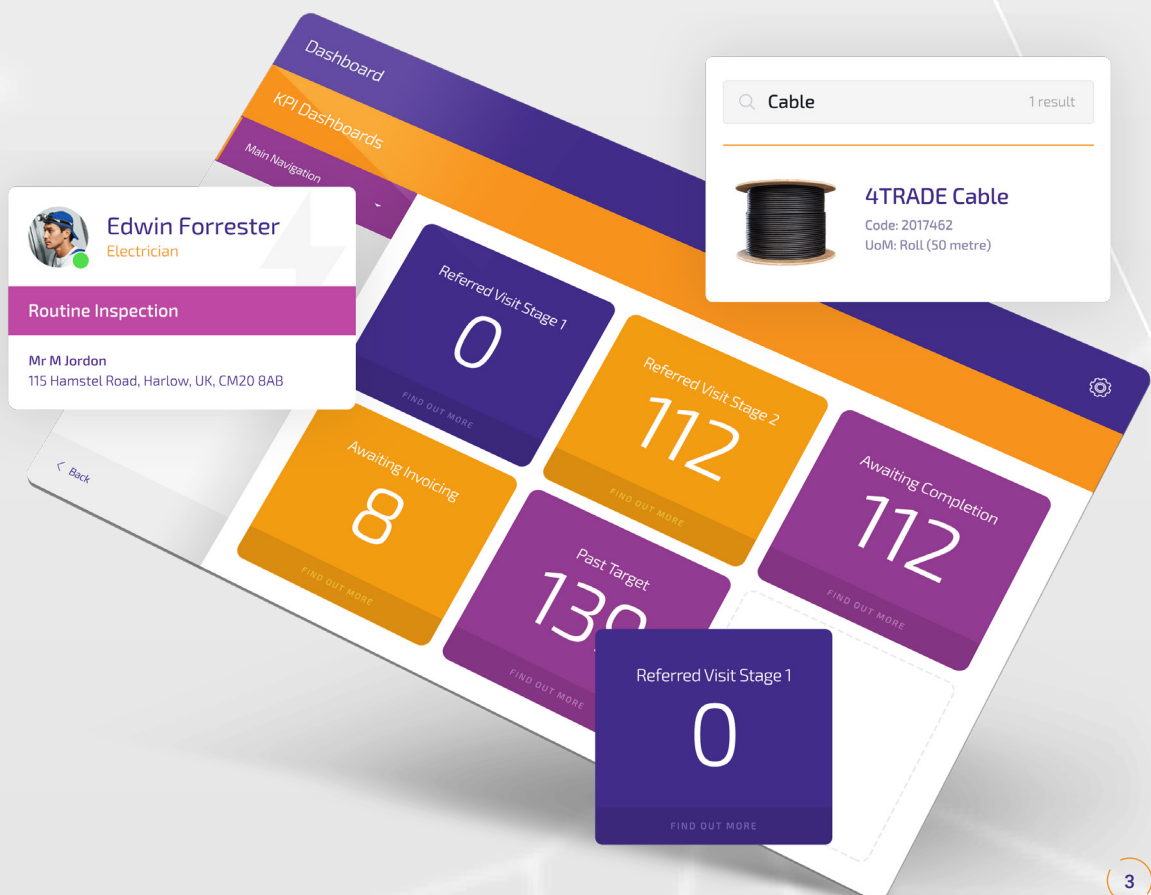 Dashboard
KPI Dashboards
Main Navigation
Cable
1 result
4TRADE Cable
Code: 2017462
UoM: Roll (50 metre)
Edwin Forrester
Electrician
Routine Inspection
Mr M Jordon
115 Hamstel Road, Harlow, UK, CM20 8AB
Back
Referred Visit Stage 1
0
FIND OUT MORE
Referred Visit Stage 2
112
FIND OUT MORE
Awaiting Completion
112
FIND OUT MORE
Awaiting Invoicing
8
FIND OUT MORE
Past Target
FIND OUT MORE
Referred Visit Stage 1
0
FIND OUT MORE
3